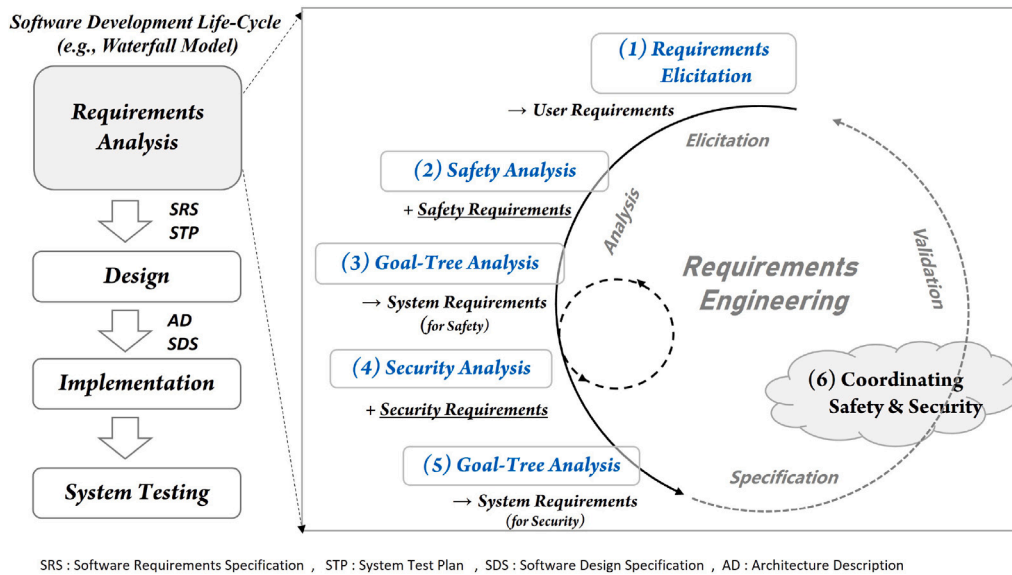 Software Development Life-Cycle
(e.g., Waterfall Model)
Requirements
Analysis
SRS
STP
Design
AD
SDS
Implementation
System Testing
(1) Requirements
Elicitation
→ User Requirements
Elicitation
(2) Safety Analysis
+ Safety Requirements
Analysis
(3) Goal-Tree Analysis
→ System Requirements
(for Safety)
Requirements
Engineering
Validation
(4) Security Analysis
+ Security Requirements
(6) Coordinating
Safety & Security
(5) Goal-Tree Analysis
→ System Requirements
(for Security)
Specification
SRS : Software Requirements Specification , STP : System Test Plan , SDS : Software Design Specification , AD : Architecture Description